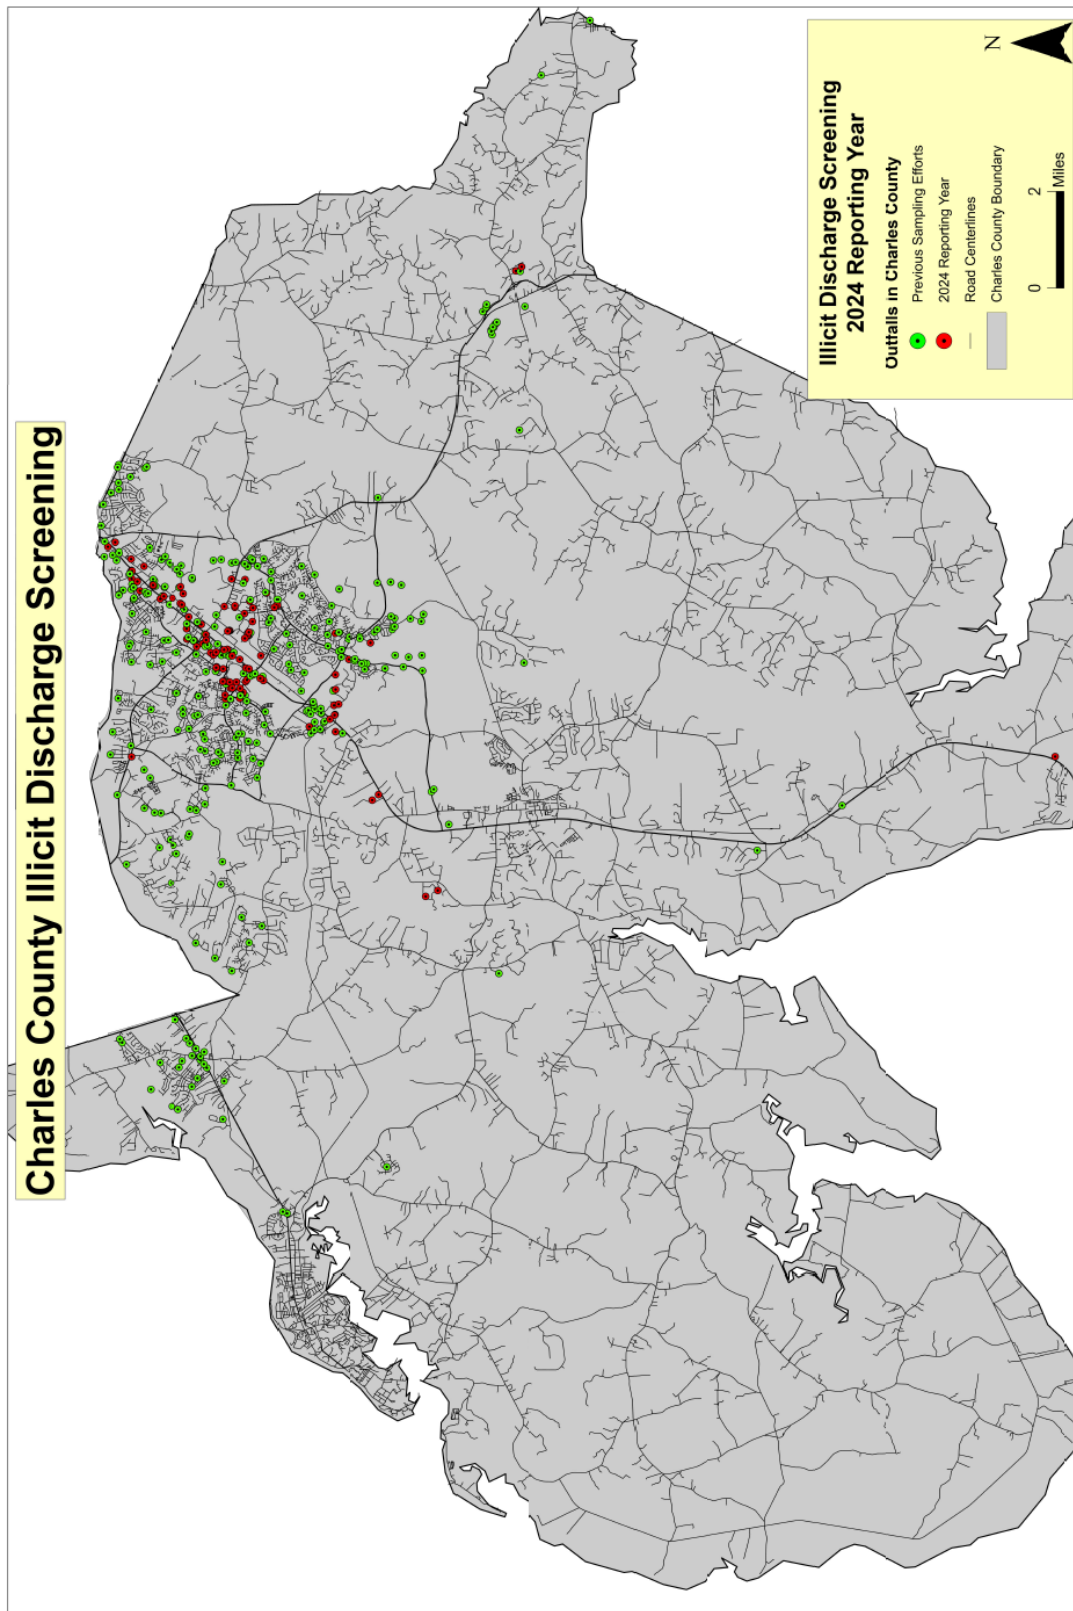 Charles County Illicit Discharge Screening
Illicit Discharge Screening
2024 Reporting Year
Outfalls in Charles County
Previous Sampling Efforts
2024 Reporting Year
Road Centerlines
Charles County Boundary
0 2
Miles
N